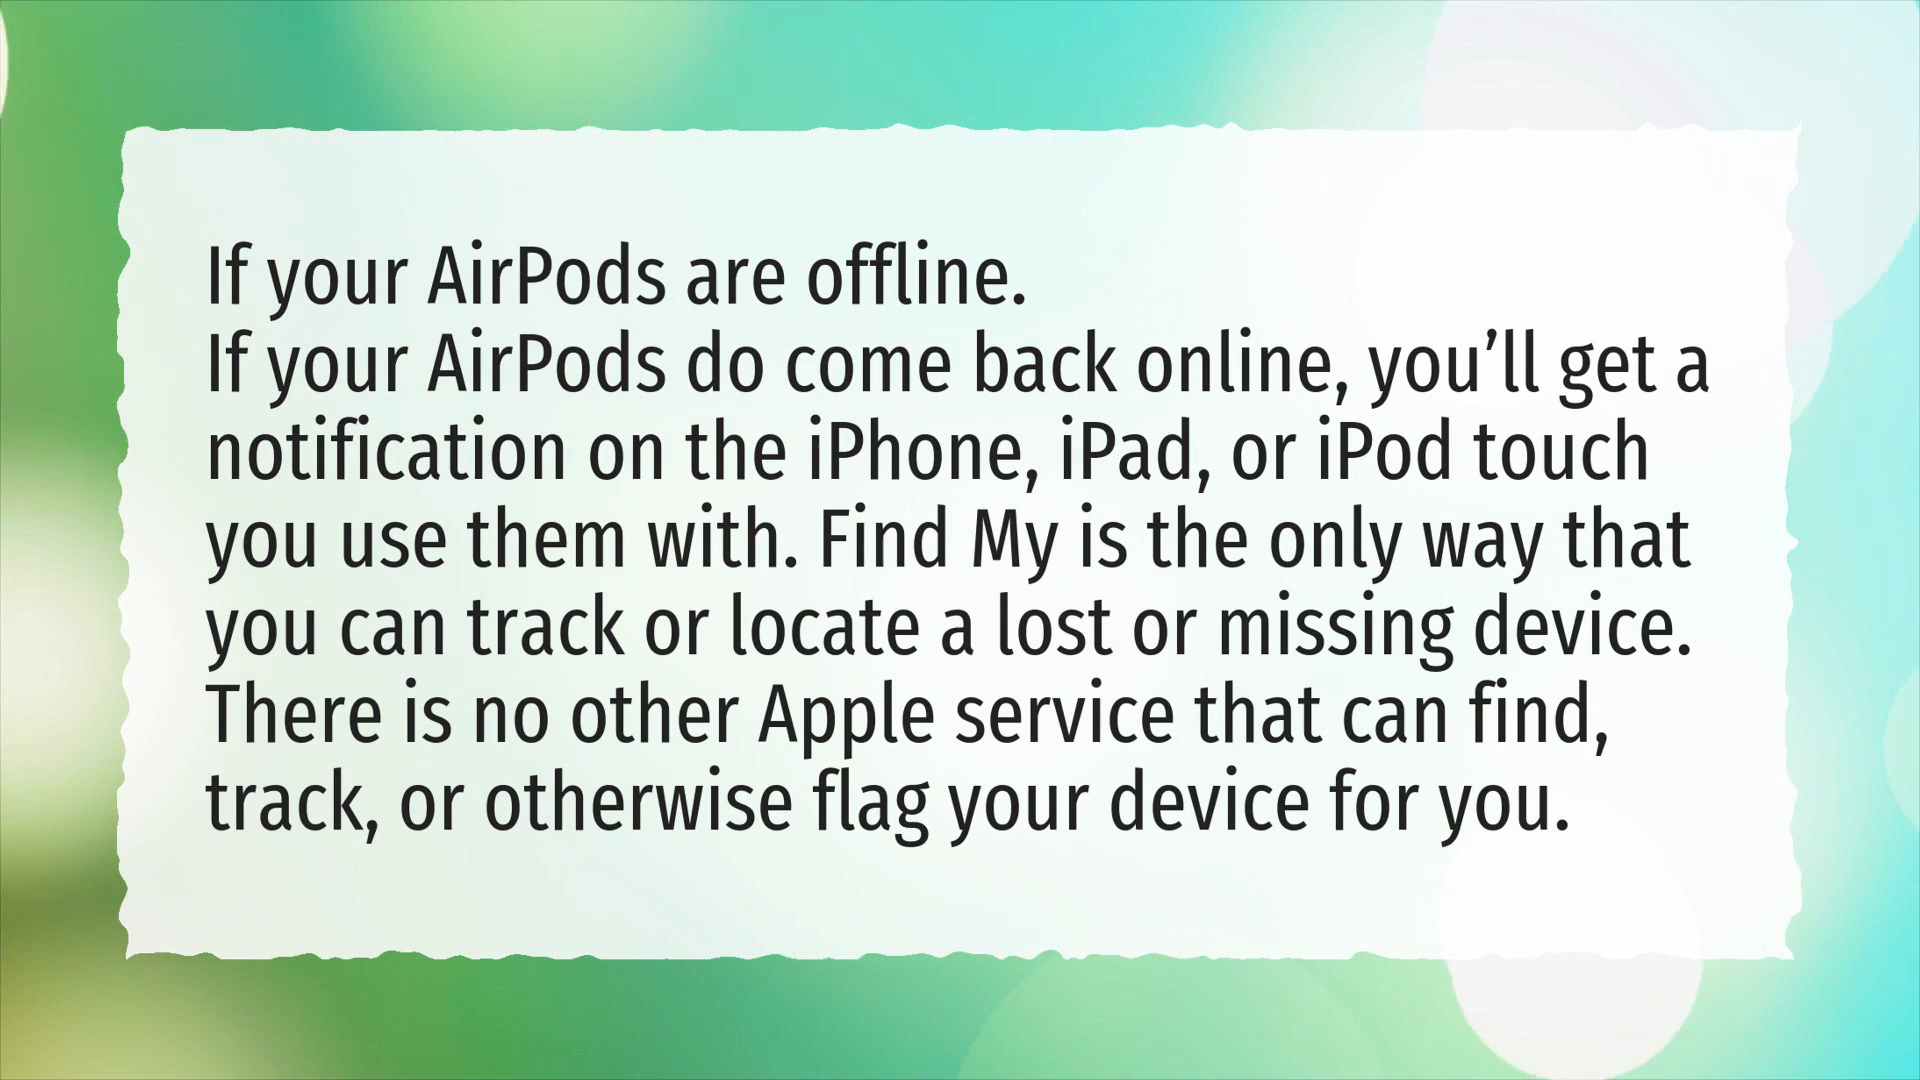 If your AirPods are offline.
If your AirPods do come back online, you’ll get a
notification on the iPhone, iPad, or iPod touch
you use them with. Find My is the only way that
you can track or locate a lost or missing device.
There is no other Apple service that can find,
track, or otherwise flag your device for you.